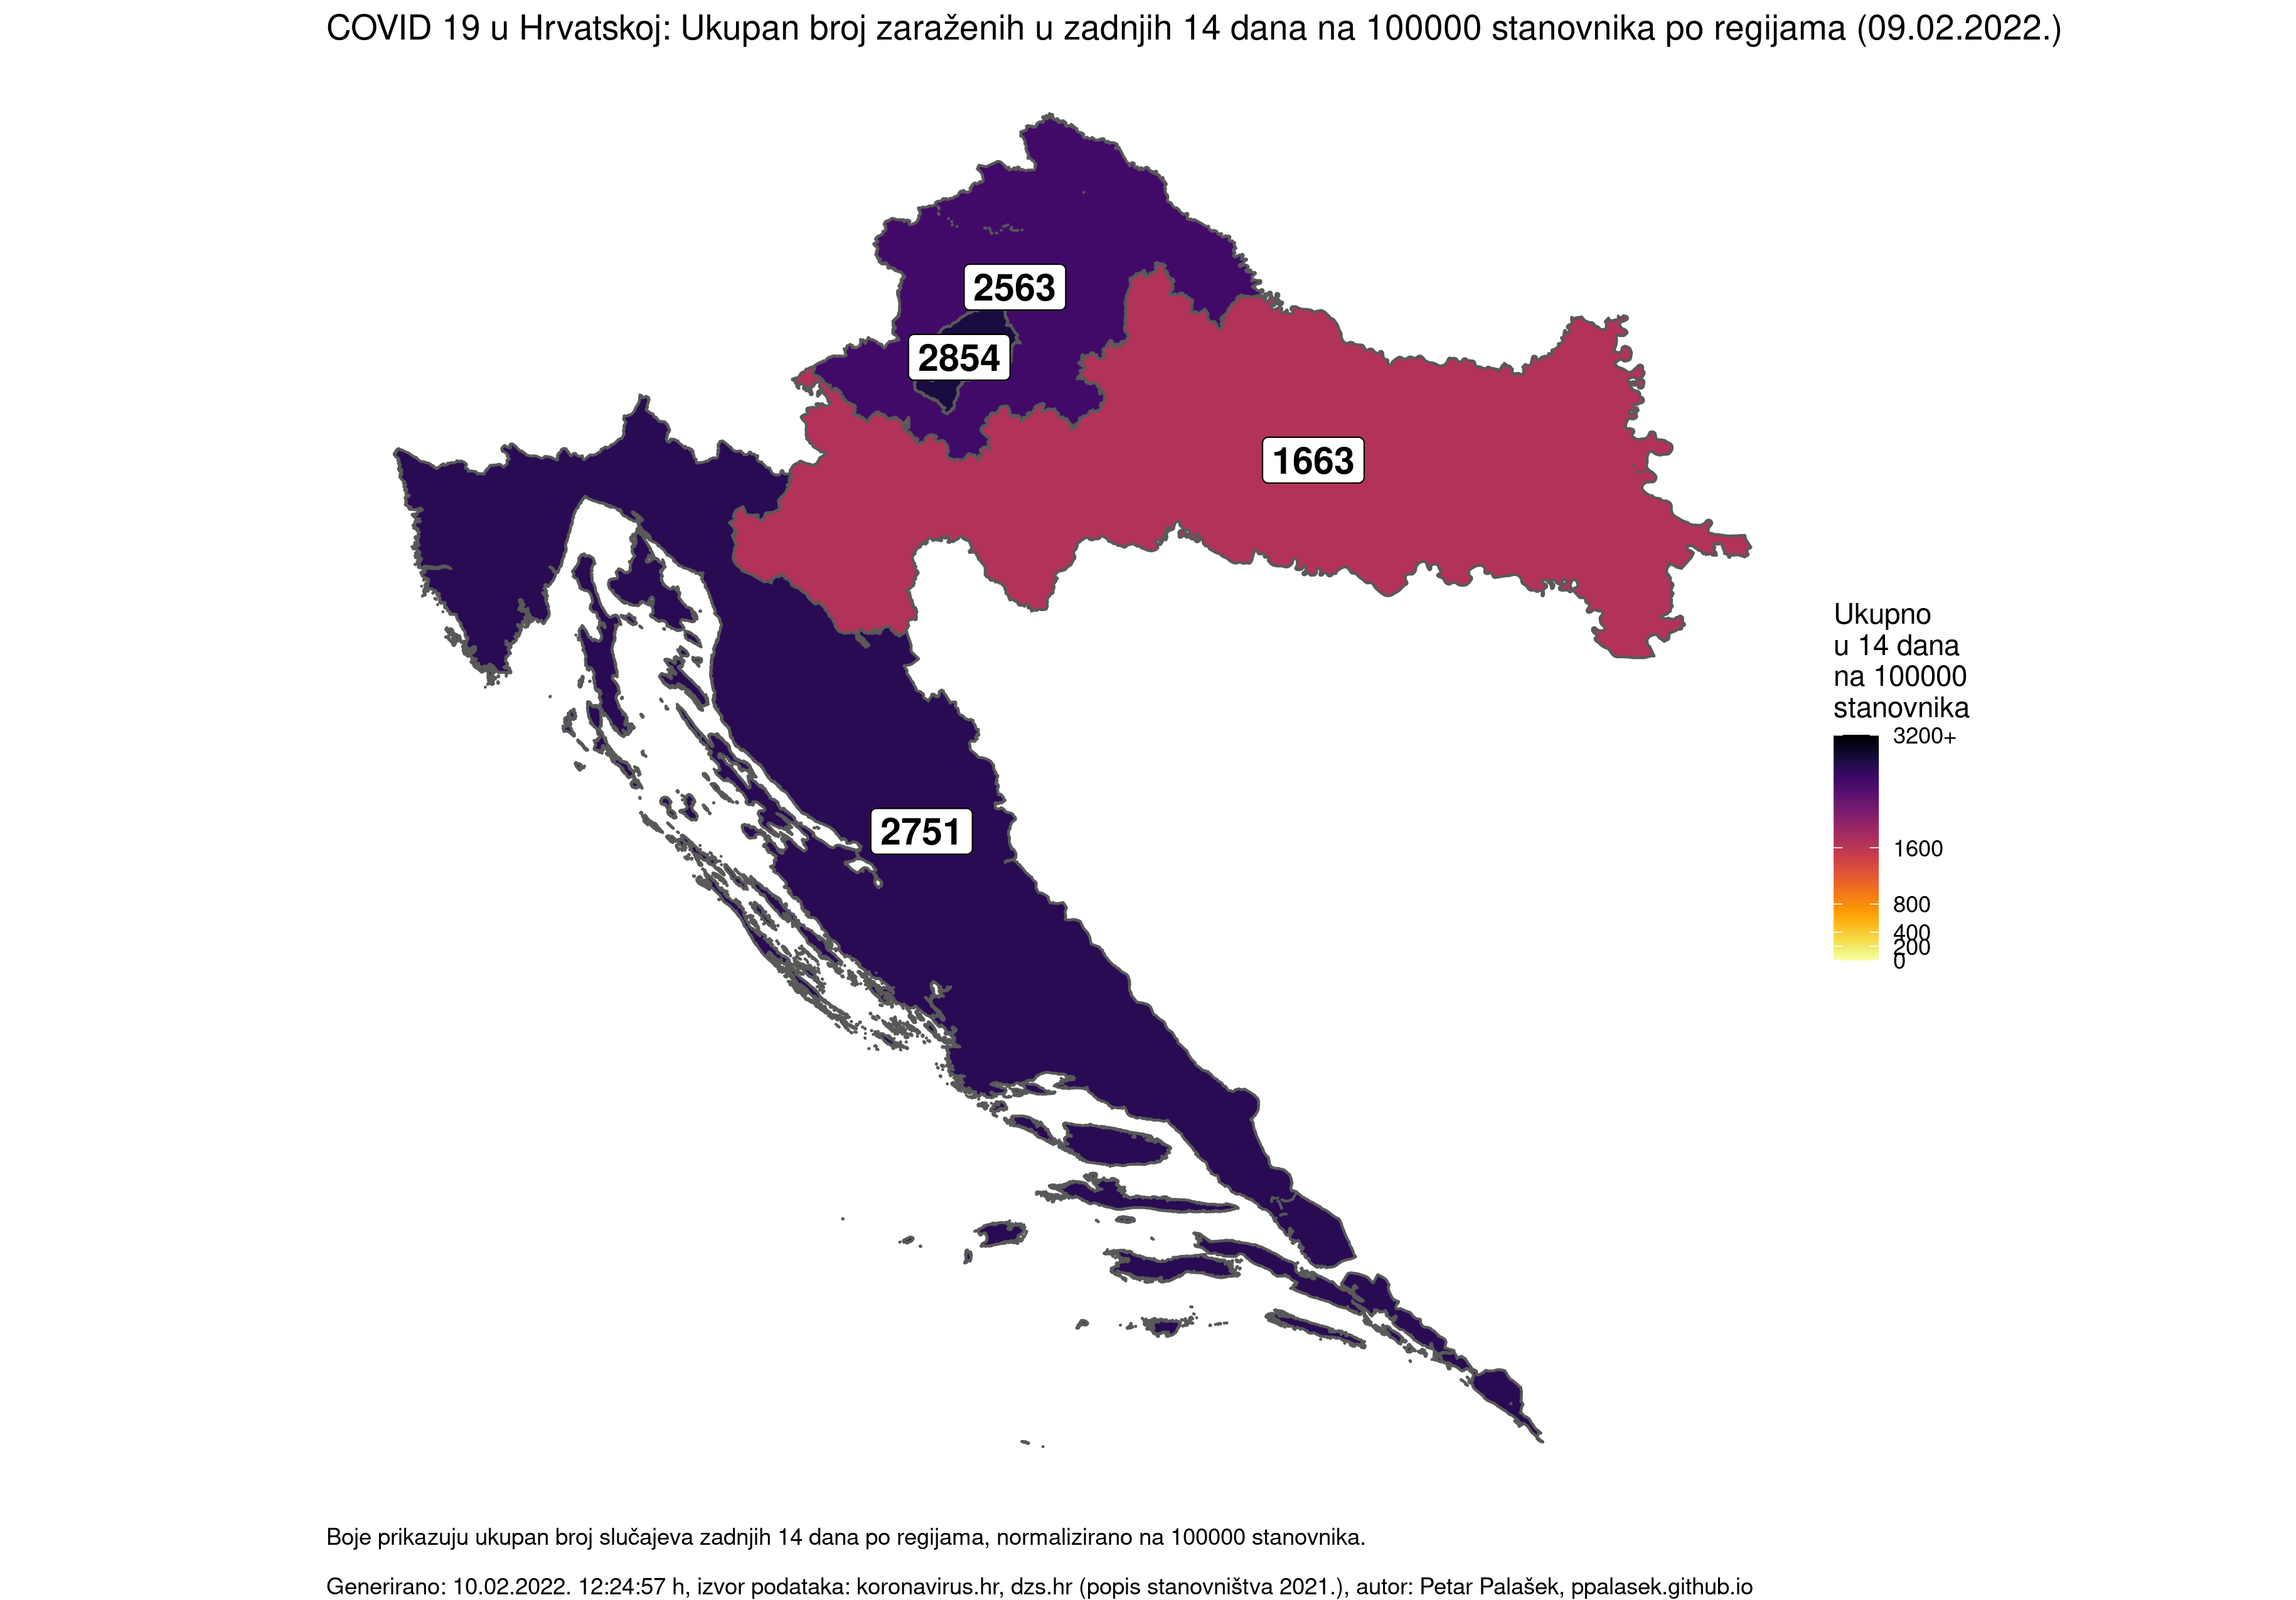 COVID 19 u Hrvatskoj: Ukupan broj zaraženih u zadnjih 14 dana na 100000 stanovnika po regijama (09.02.2022.)
2563
2854
1663
2751
Ukupno
u 14 dana
na 100000
stanovnika
3200+
1600
800
400
200
0
Boje prikazuju ukupan broj slučajeva zadnjih 14 dana po regijama, normalizirano na 100000 stanovnika.
Generirano: 10.02.2022. 12:24:57 h, izvor podataka: koronavirus.hr, dzs.hr (popis stanovništva 2021.), autor: Petar Palašek, ppalasek.github.io